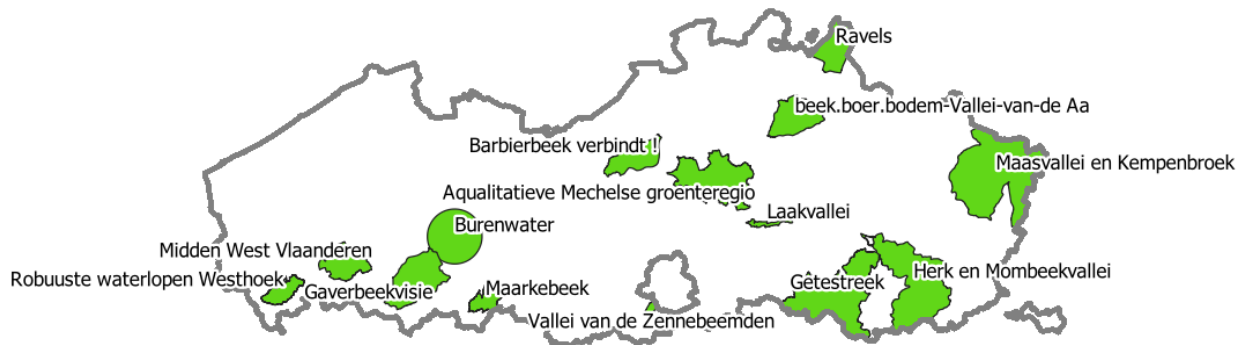 Ravels
beek.boer.bodem-Vallei-van-de Aa
Barbierbeek verbindt !
Maasvallei en Kempenbroek
Aqualitatieve Mechelse groenteregio
Laakvallei
Burenwater
Midden West Vlaanderen
Robuuste waterlopen Westhoek
Gaverbeekvisie
Maarkebeek
Getestreek
Herk en Mombeekvallei
Vallei van de Zennebeemden